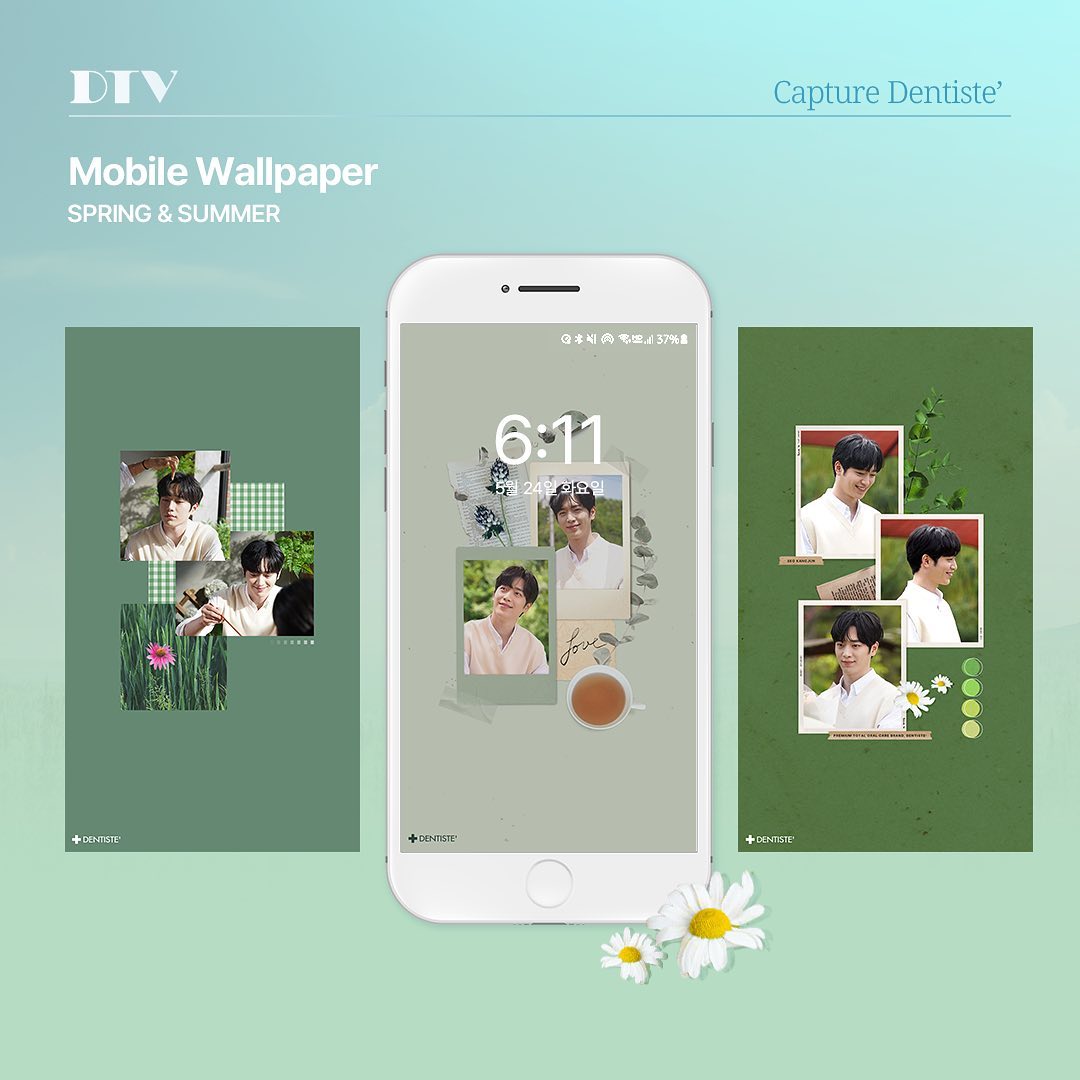 DTV
Capture Dentiste’
Mobile Wallpaper
SPRING & SUMMER
37%
6:11
5월 24일 화요일
Love
SEO KANGJUN
PREMIUM TOTAL ORAL CARE BRAND, DENTISTE'
DENTISTE'
DENTISTE'
DENTISTE'